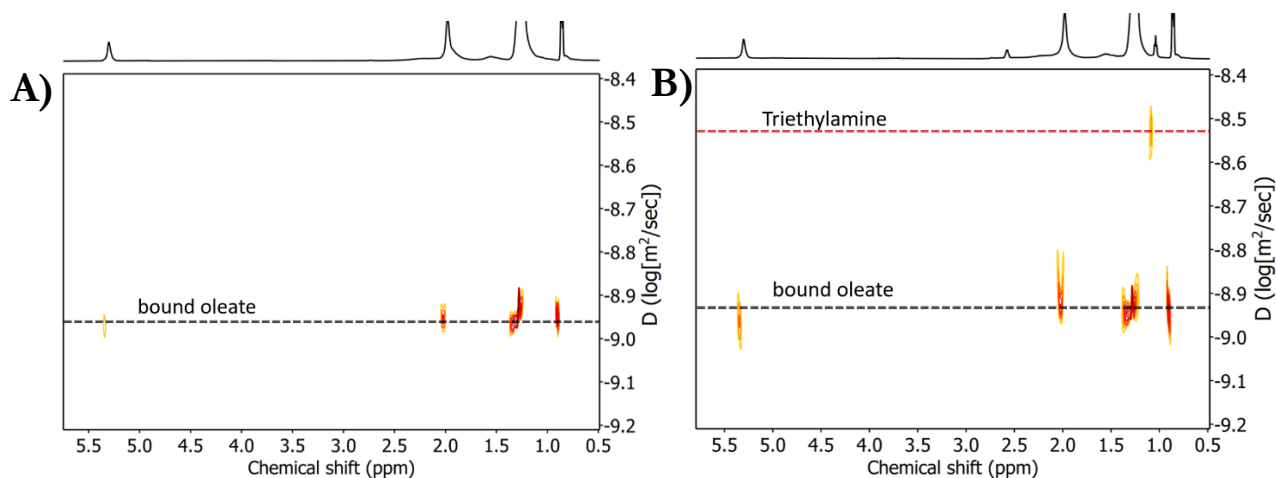 A)
bound oleate
-8.4
-8.5
-8.6
-8.7
-8.8
-8.9
-9.0
-9.1
-9.2
D (log[m²/sec])
5.5 5.0 4.5 4.0 3.5 3.0 2.5 2.0 1.5 1.0 0.5
Chemical shift (ppm)
B)
Triethylamine
bound oleate
-8.4
-8.5
-8.6
-8.7
-8.8
-8.9
-9.0
-9.1
-9.2
D (log[m²/sec])
5.5 5.0 4.5 4.0 3.5 3.0 2.5 2.0 1.5 1.0 0.5
Chemical shift (ppm)